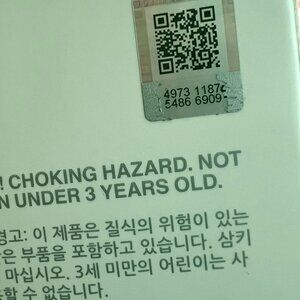 4973 1187
5486 6909
! CHOKING HAZARD. NOT
N UNDER 3 YEARS OLD.
경고: 이 제품은 질식의 위험이 있는
은 부품을 포함하고 있습니다. 삼키
마십시오. 3세 미만의 어린이는 사
할 수 없습니다.